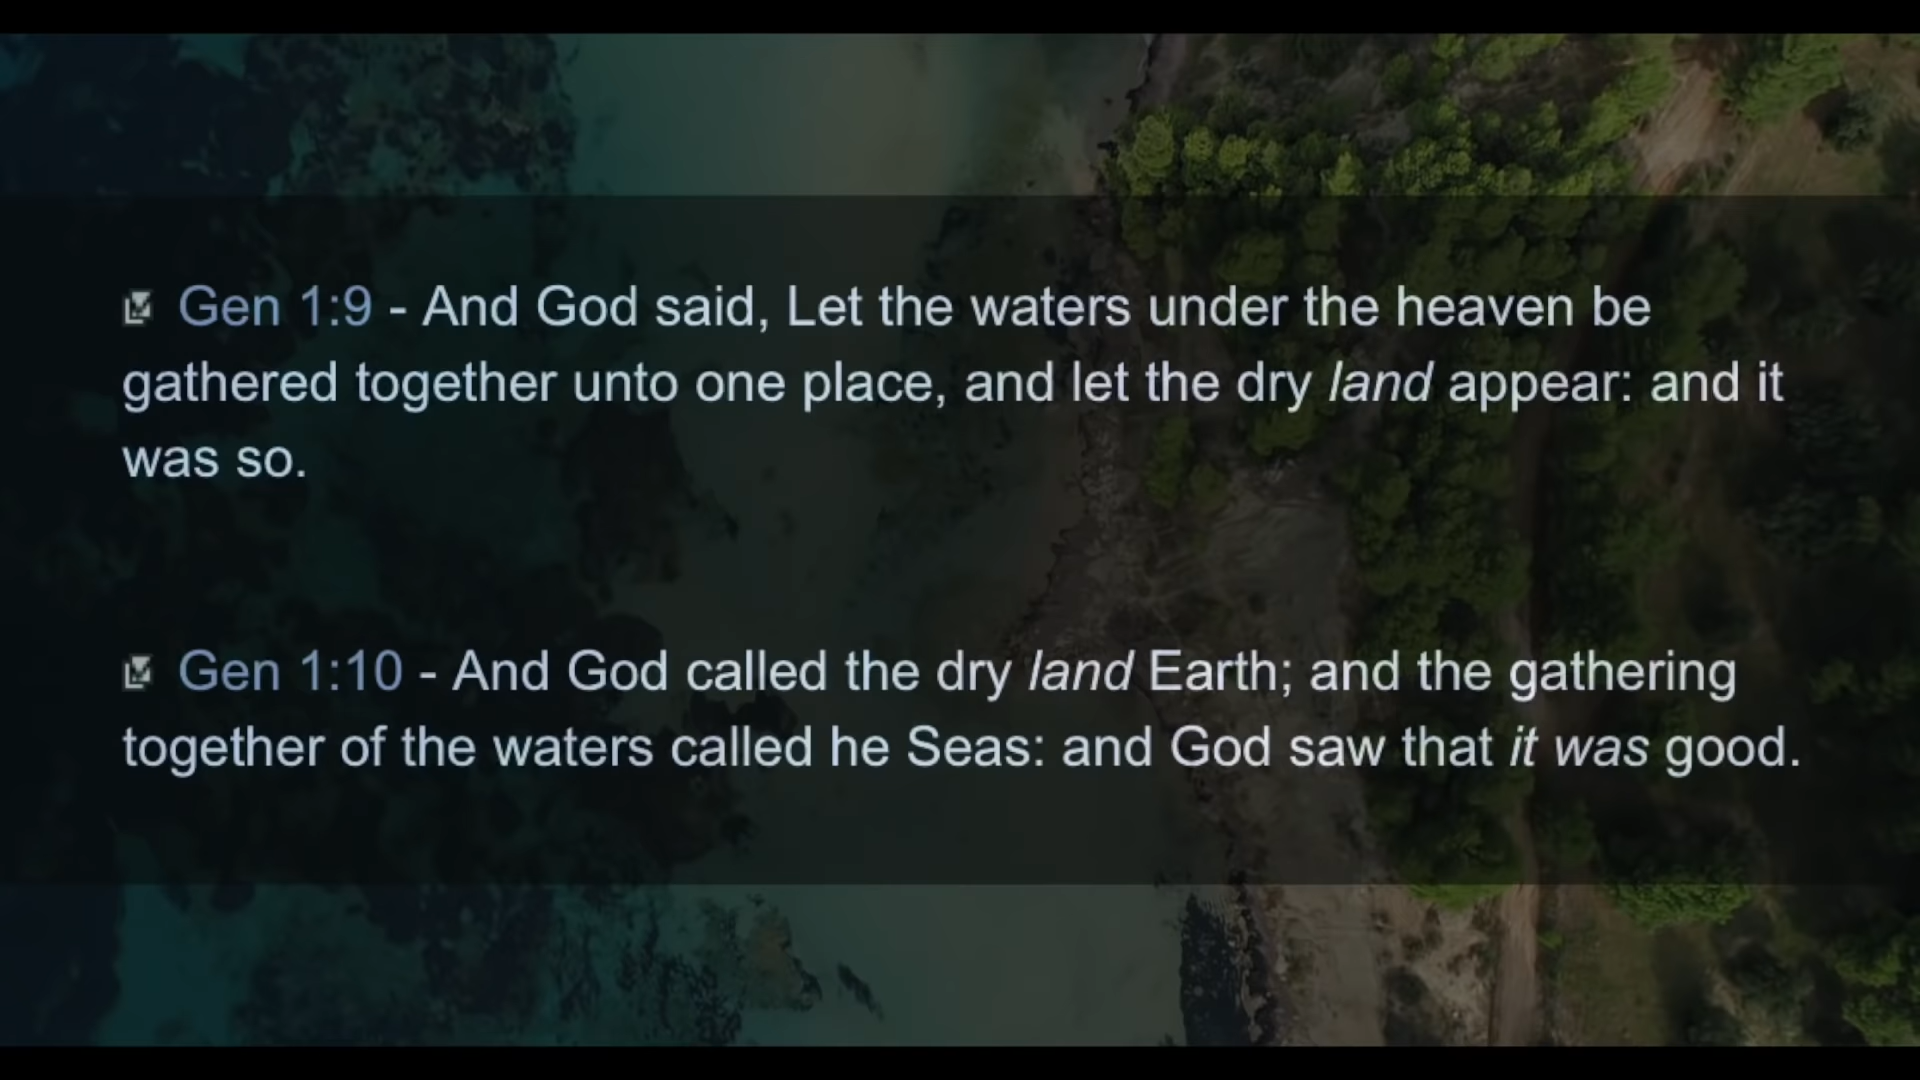 Gen 1:9 - And God said, Let the waters under the heaven be
gathered together unto one place, and let the dry land appear: and it
was so.
Gen 1:10 - And God called the dry land Earth; and the gathering
together of the waters called he Seas: and God saw that it was good.